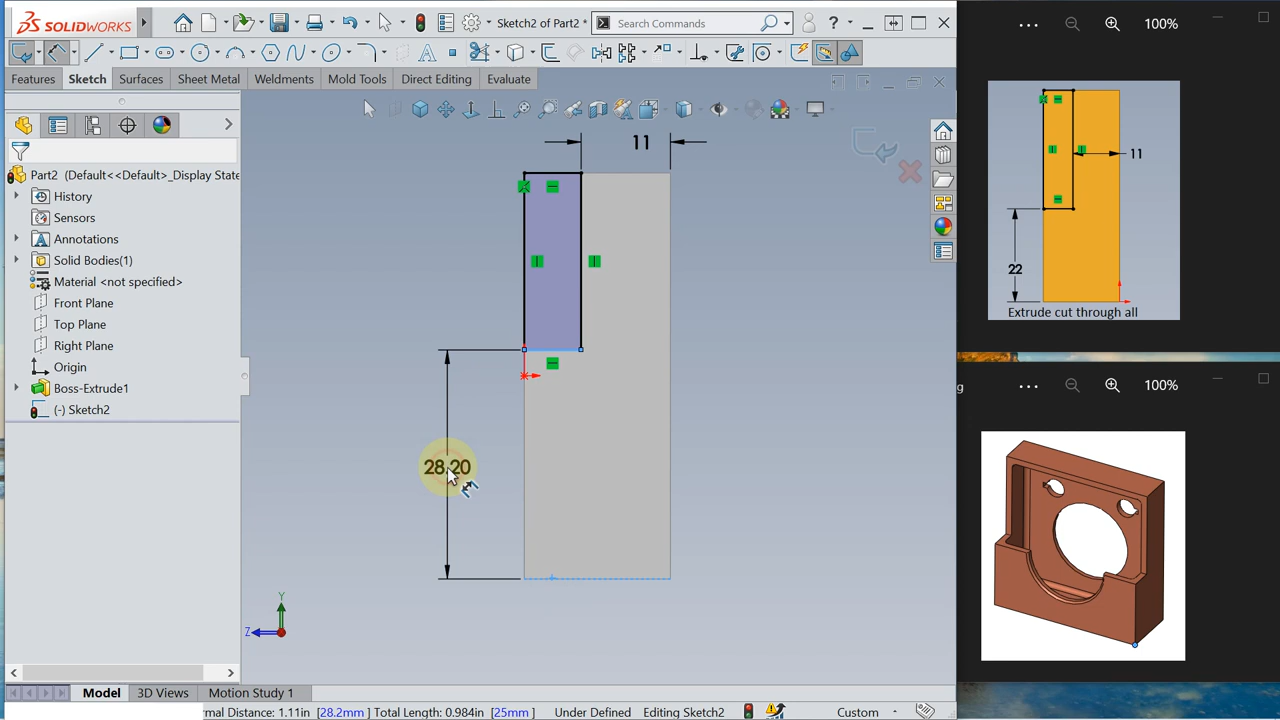 SOLIDWORKS
Sketch2 of Part2 *
Search Commands
?
100%
Features
Sketch
Surfaces
Sheet Metal
Weldments
Mold Tools
Direct Editing
Evaluate
Part2 (Default<<Default>_Display State
History
Sensors
Annotations
Solid Bodies(1)
Material <not specified>
Front Plane
Top Plane
Right Plane
Origin
Boss-Extrude1
(-) Sketch2
11
28.20
Y
Z
11
22
Extrude cut through all
g
100%
Model
3D Views
Motion Study 1
rmal Distance: 1.11in [28.2mm] Total Length: 0.984in [25mm] Under Defined Editing Sketch2 Custom